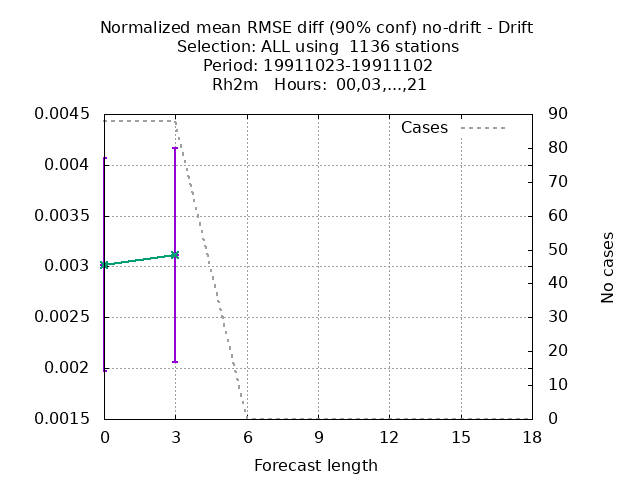 Normalized mean RMSE diff (90% conf) no-drift - Drift
Selection: ALL using  1136 stations
Period: 19911023-19911102
Rh2m   Hours:  00,03,...,21
Cases
0.0045
0.004
0.0035
0.003
0.0025
0.002
0.0015
90
80
70
60
50
40
30
20
10
0
No cases
0 3 6 9 12 15 18
Forecast length